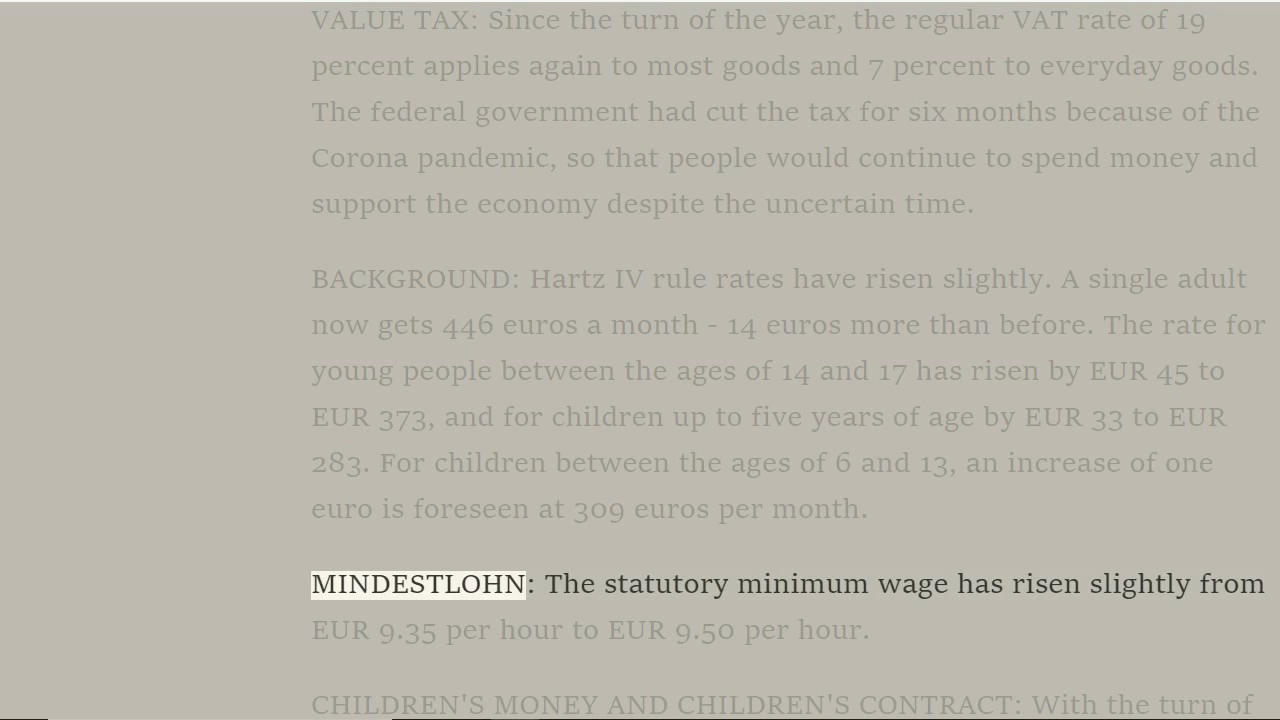 VALUE TAX: Since the turn of the year, the regular VAT rate of 19
percent applies again to most goods and 7 percent to everyday goods.
The federal government had cut the tax for six months because of the
Corona pandemic, so that people would continue to spend money and
support the economy despite the uncertain time.
BACKGROUND: Hartz IV rule rates have risen slightly. A single adult
now gets 446 euros a month - 14 euros more than before. The rate for
young people between the ages of 14 and 17 has risen by EUR 45 to
EUR 373, and for children up to five years of age by EUR 33 to EUR
283. For children between the ages of 6 and 13, an increase of one
euro is foreseen at 309 euros per month.
MINDESTLOHN: The statutory minimum wage has risen slightly from
EUR 9.35 per hour to EUR 9.50 per hour.
CHILDREN'S MONEY AND CHILDREN'S CONTRACT: With the turn of